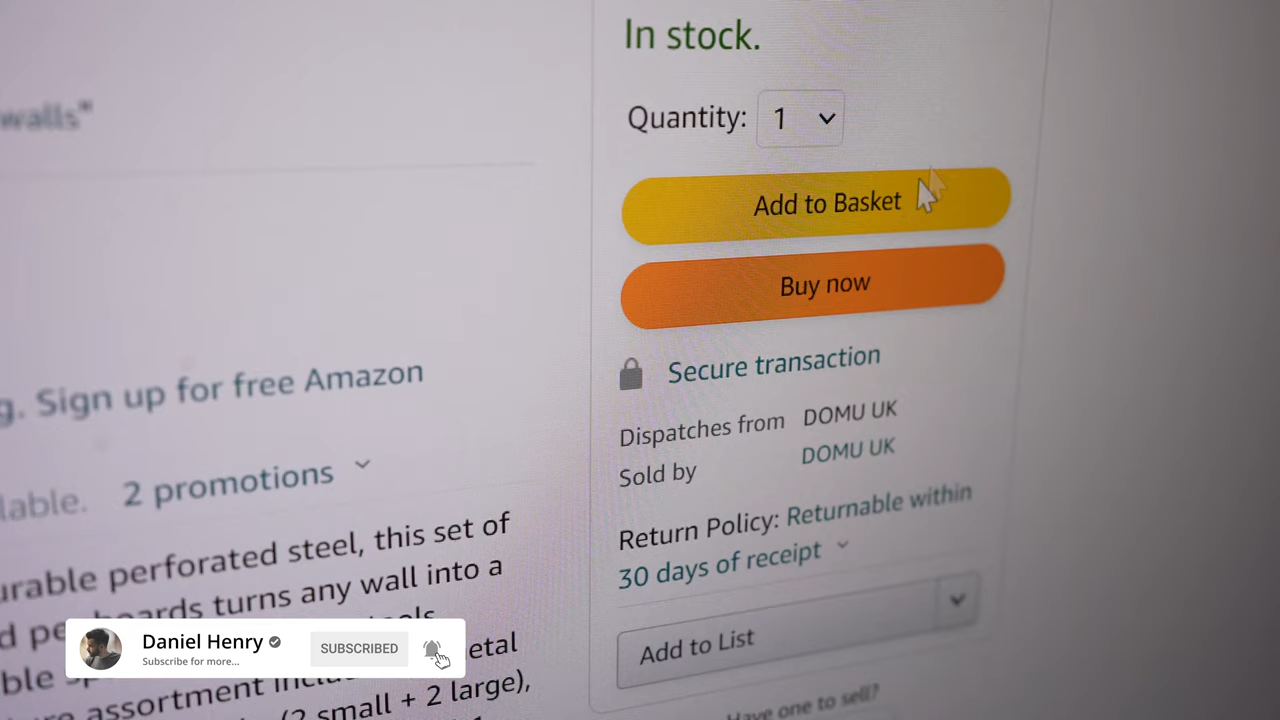 In stock.
walls"
Quantity: 1
Add to Basket
Buy now
Secure transaction
g. Sign up for free Amazon
Dispatches from DOMU UK
Sold by DOMU UK
lable. 2 promotions
Return Policy: Returnable within
30 days of receipt
urable perforated steel, this set of
boards turns any wall into a
Add to List
Daniel Henry
Subscribe for more...
SUBSCRIBED
etal
assortment
(2 small + 2 large),
Have one to sell?